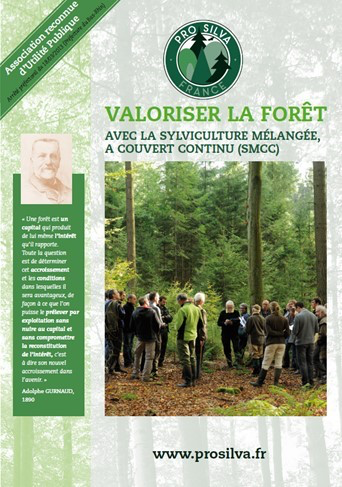 Association reconnue
d'Utilité Publique
PRO SILVA
FRANCE
VALORISER LA FORÊT
AVEC LA SYLVICULTURE MÉLANGÉE,
A COUVERT CONTINU (SMCC)
« Une forêt est un
capital qui produit
de lui même l'intérêt
qu'il rapporte.
Toute la question
est de déterminer
cet accroissement
et les conditions
dans lesquelles il
sera avantageux, de
façon à ce que l'on
puisse le prélever par
exploitation sans
nuire au capital et
sans compromettre
la reconstitution
de l'intérêt, c'est
à dire son nouvel
accroissement dans
l'avenir. »
Adolphe GURNAUD,
1890
www.prosilva.fr